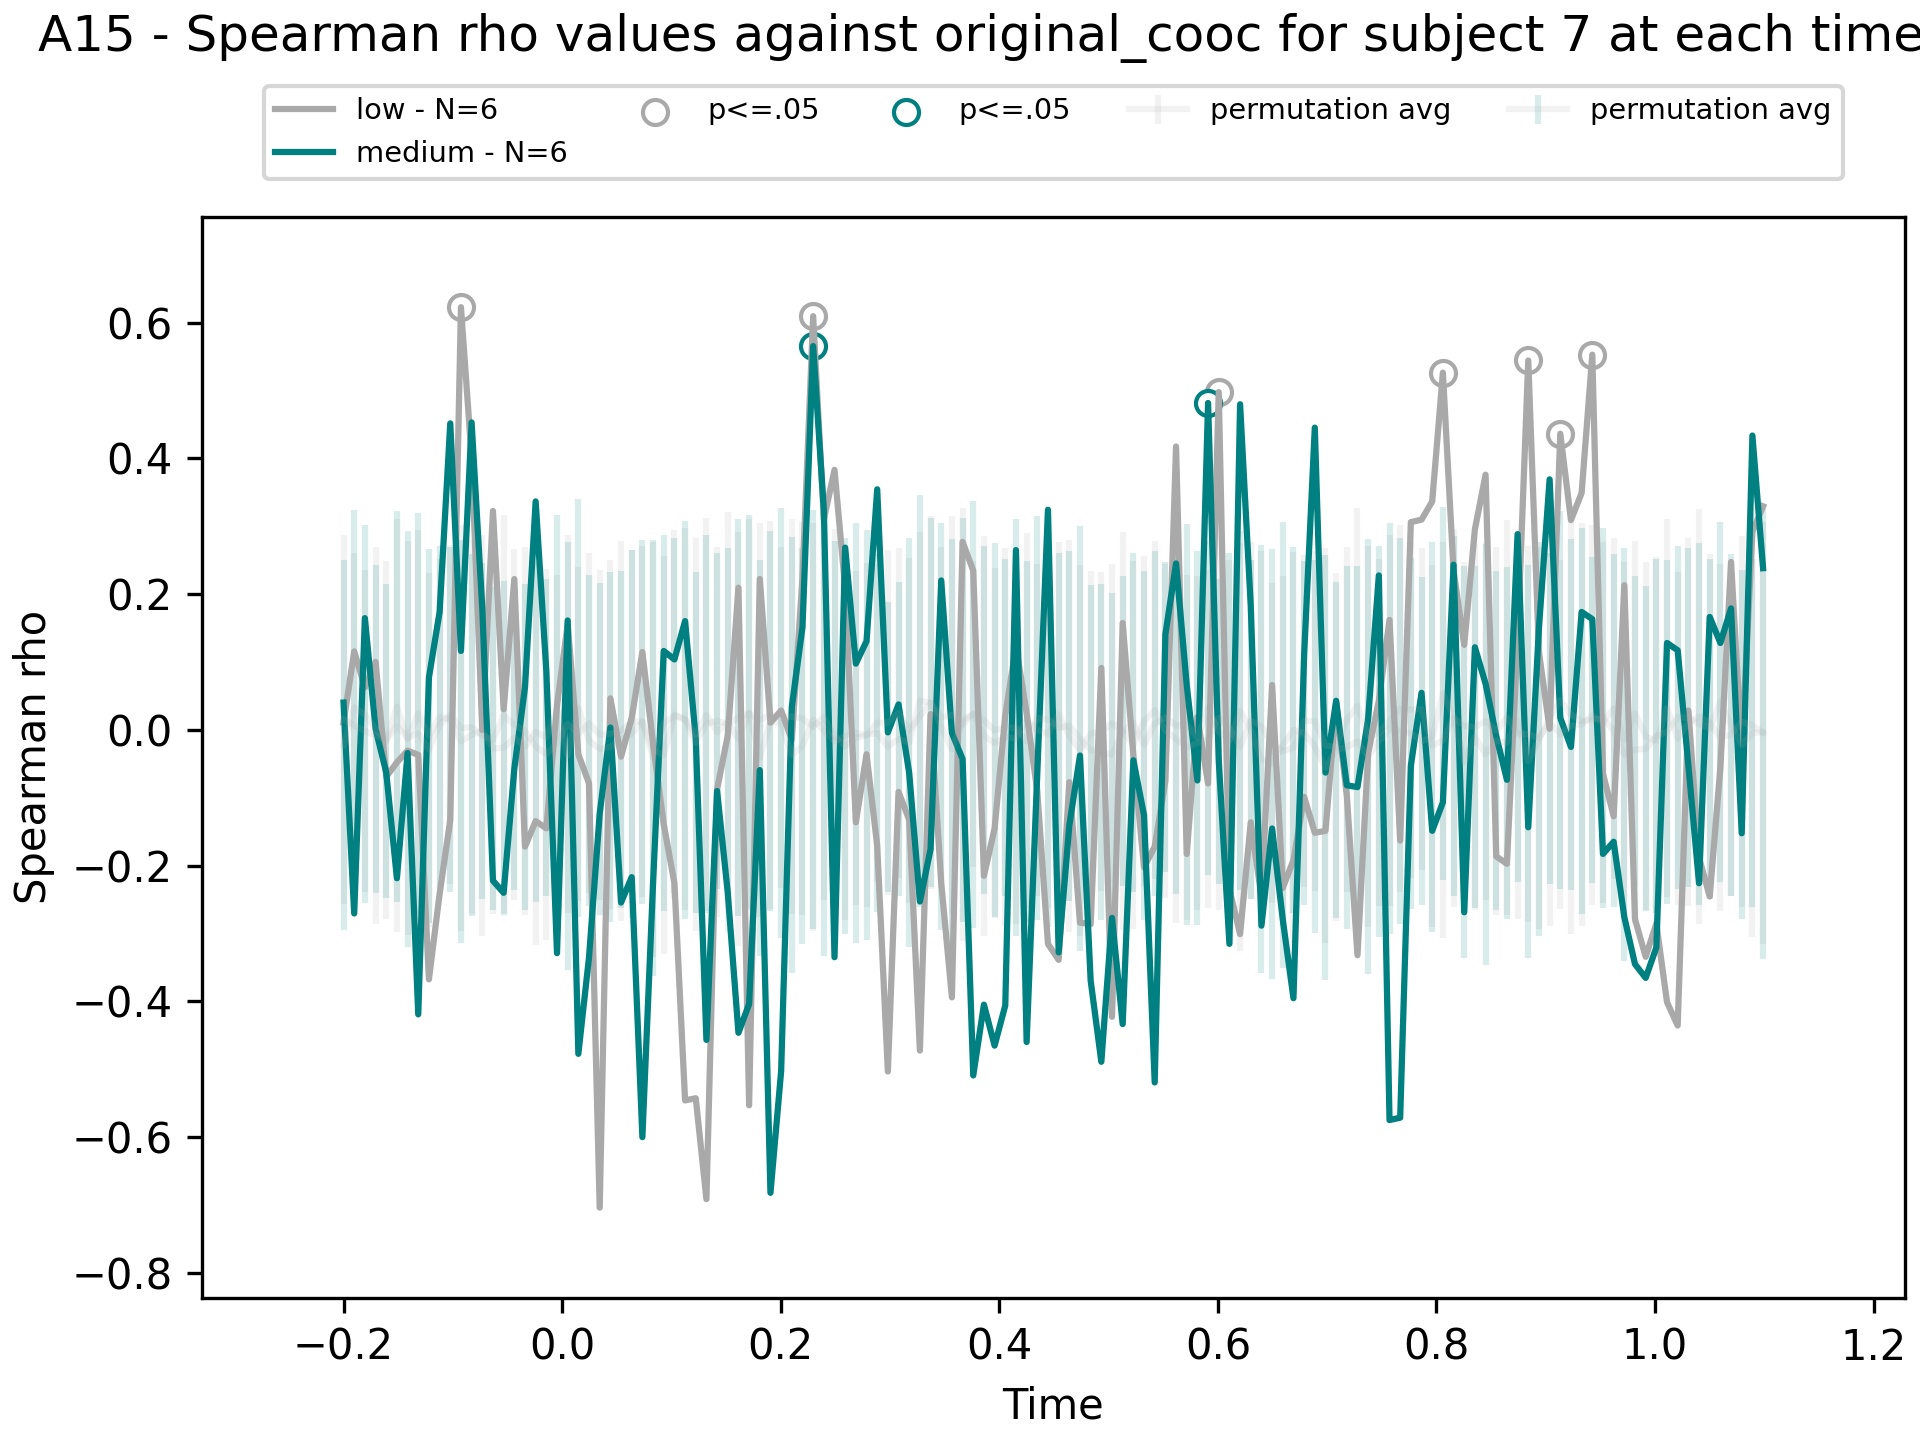 A15 - Spearman rho values against original_cooc for subject 7 at each time
low - N=6
medium - N=6
p<=.05
p<=.05
permutation avg
permutation avg
Spearman rho
0.6
0.4
0.2
0.0
−0.2
−0.4
−0.6
−0.8
−0.2
0.0
0.2
0.4
0.6
0.8
1.0
1.2
Time